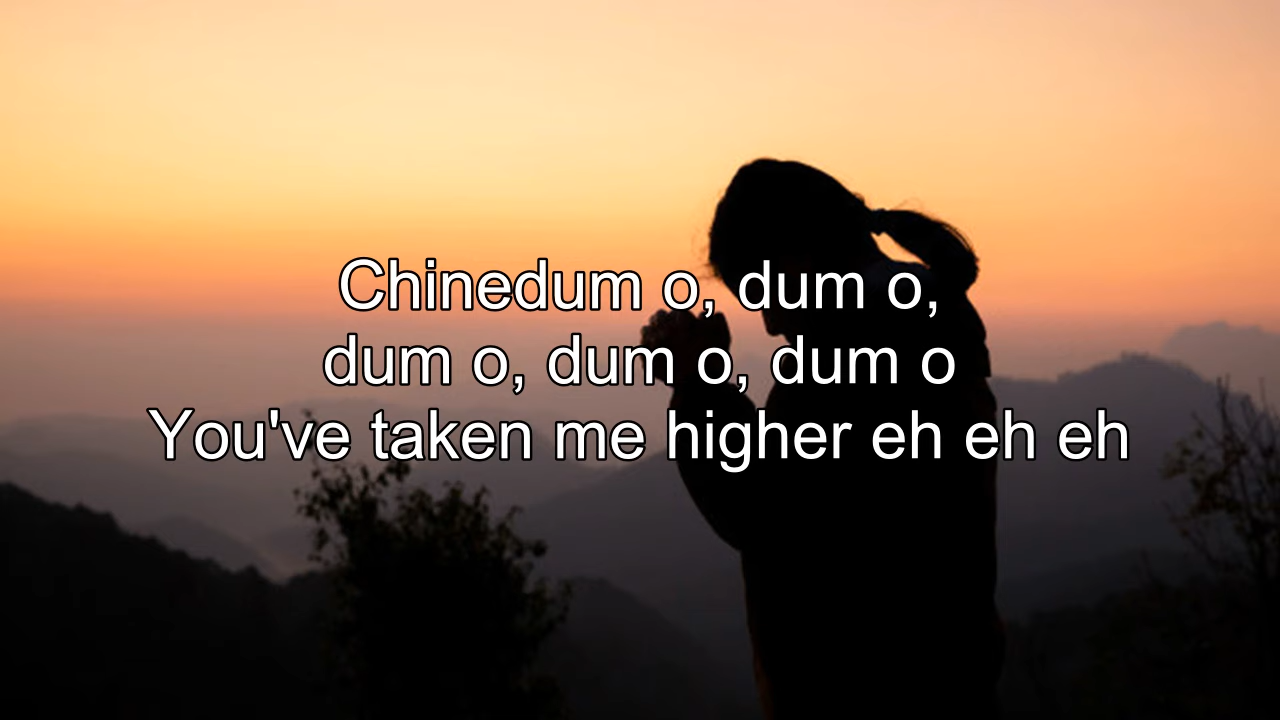 Chinedum o, dum o,
dum o, dum o, dum o
You've taken me higher eh eh eh